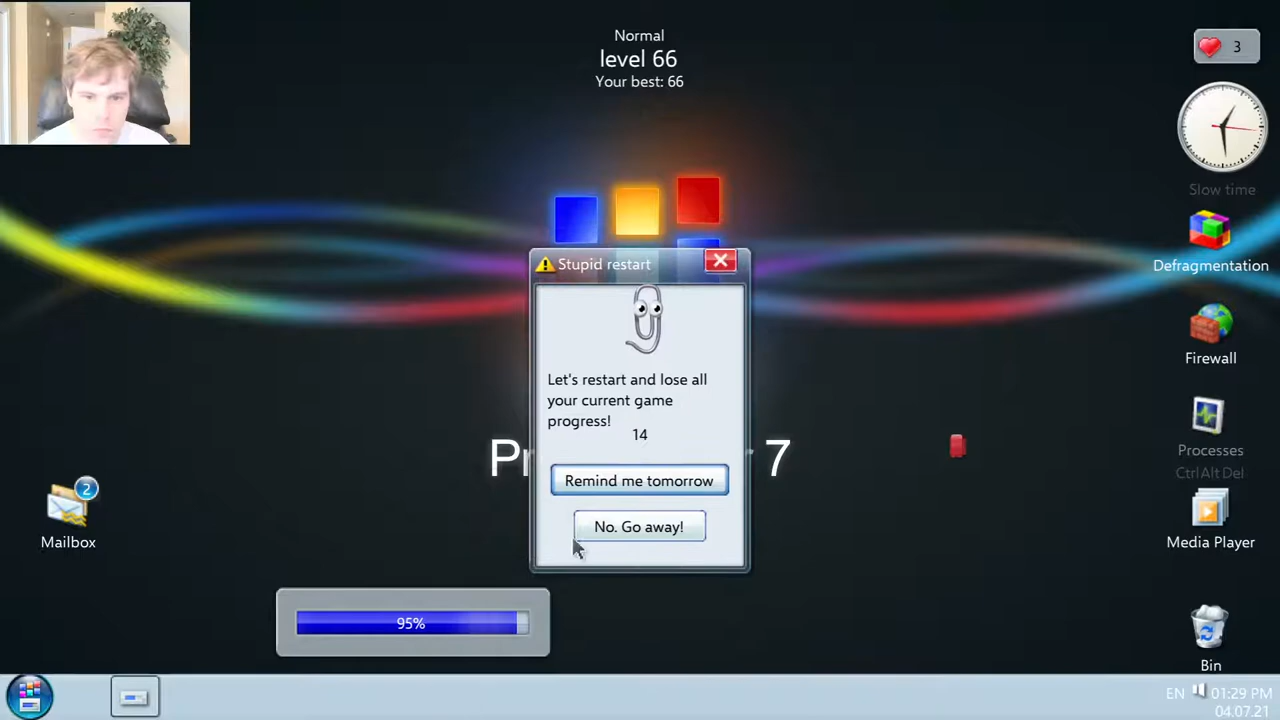 Normal
level 66
Your best: 66
3
Slow time
Defragmentation
Stupid restart
Firewall
Let's restart and lose all
your current game
progress!
14
7
Processes
Ctrl Alt Del
Remind me tomorrow
2
No. Go away!
Mailbox
Media Player
95%
Bin
EN
01:29 PM
04.07.21